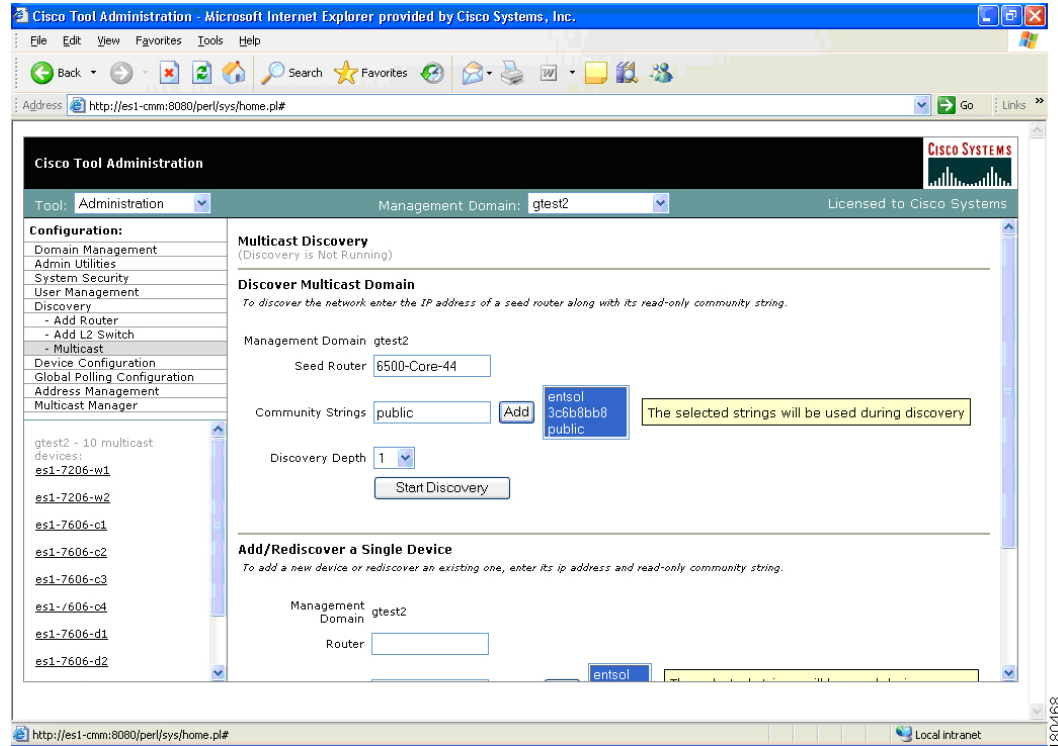 Cisco Tool Administration - Microsoft Internet Explorer provided by Cisco Systems, Inc.
File Edit View Favorites Tools Help
Back Search Favorites
Address http://es1-cmm:8080/perl/sys/home.pl# Go Links »
Cisco Tool Administration
CISCO SYSTEMS
Tool: Administration Management Domain: gtest2 Licensed to Cisco Systems
Configuration:
Domain Management
Admin Utilities
System Security
User Management
Discovery
- Add Router
- Add L2 Switch
- Multicast
Device Configuration
Global Polling Configuration
Address Management
Multicast Manager
gtest2 - 10 multicast
devices:
es1-7206-w1
es1-7206-w2
es1-7606-c1
es1-7606-c2
es1-7606-c3
es1-7606-c4
es1-7606-d1
es1-7606-d2
Multicast Discovery
(Discovery is Not Running)
Discover Multicast Domain
To discover the network enter the IP address of a seed router along with its read-only community string.
Management Domain gtest2
Seed Router 6500-Core-44
Community Strings public Add
entsol
3c6b8bb8
public
The selected strings will be used during discovery
Discovery Depth 1
Start Discovery
Add/Rediscover a Single Device
To add a new device or rediscover an existing one, enter its ip address and read-only community string.
Management
Domain gtest2
Router
entsol
http://es1-cmm:8080/perl/sys/home.pl# Local intranet
180468